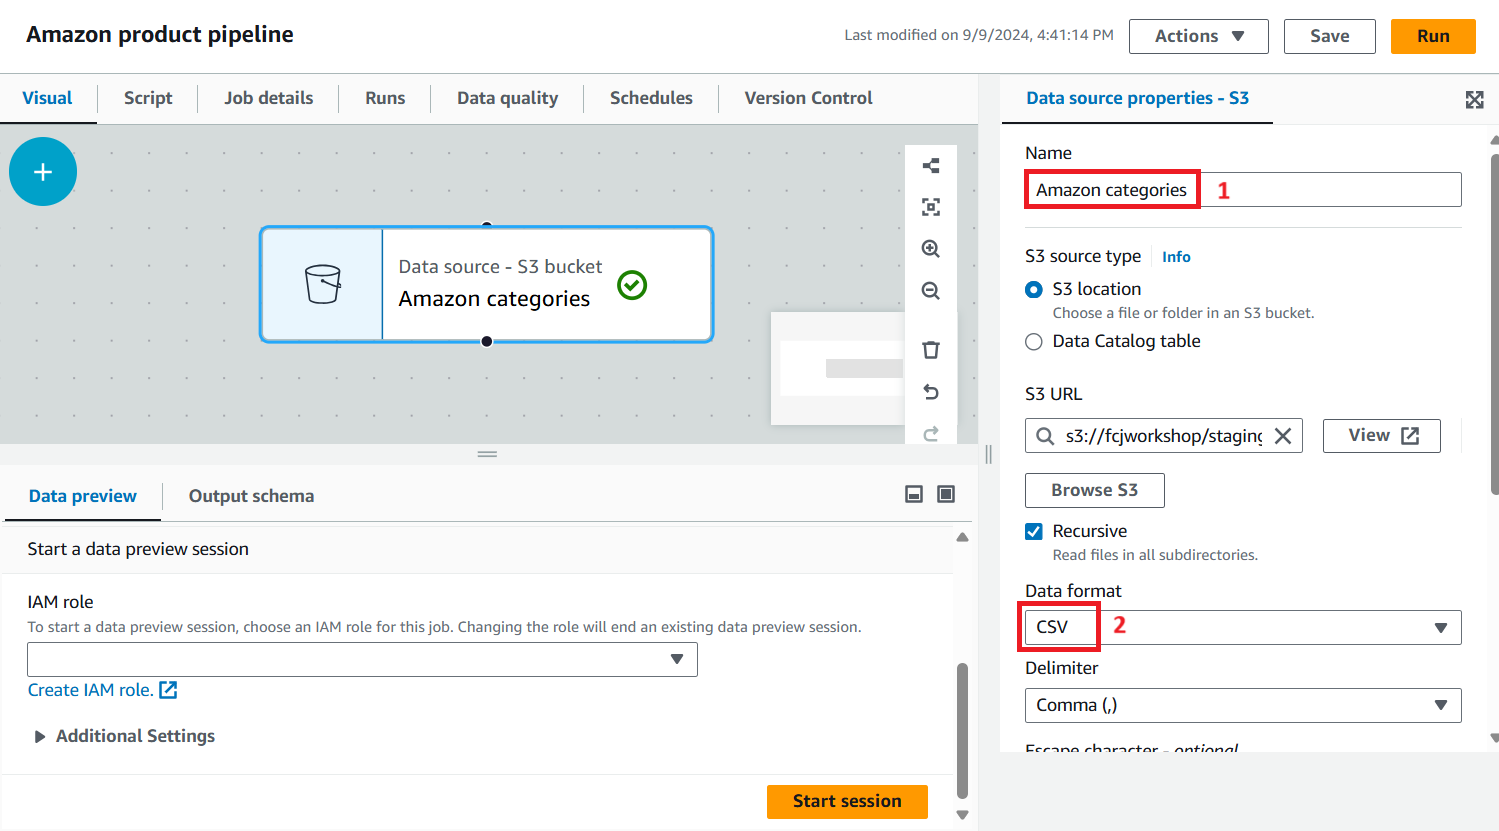 Amazon product pipeline
Last modified on 9/9/2024, 4:41:14 PM
Actions
Save
Run
Visual
Script
Job details
Runs
Data quality
Schedules
Version Control
Data source - S3 bucket
Amazon categories
Data preview
Output schema
Start a data preview session
IAM role
To start a data preview session, choose an IAM role for this job. Changing the role will end an existing data preview session.
Create IAM role.
Additional Settings
Start session
Data source properties - S3
Name
Amazon categories 1
S3 source type Info
S3 location
Choose a file or folder in an S3 bucket.
Data Catalog table
S3 URL
s3://fcjworkshop/staging
View
Browse S3
Recursive
Read files in all subdirectories.
Data format
CSV 2
Delimiter
Comma (,)
Escape character - optional